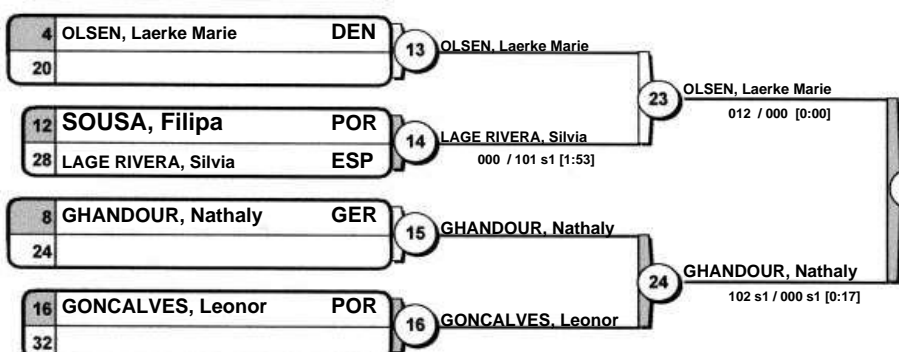 4 OLSEN, Laerke Marie DEN
20
13
OLSEN, Laerke Marie
12 SOUSA, Filipa POR
28 LAGE RIVERA, Silvia ESP
14
LAGE RIVERA, Silvia
000 / 101 s1 [1:53]
23
OLSEN, Laerke Marie
012 / 000 [0:00]
8 GHANDOUR, Nathaly GER
24
15
GHANDOUR, Nathaly
16 GONCALVES, Leonor POR
32
16
GONCALVES, Leonor
24
GHANDOUR, Nathaly
102 s1 / 000 s1 [0:17]